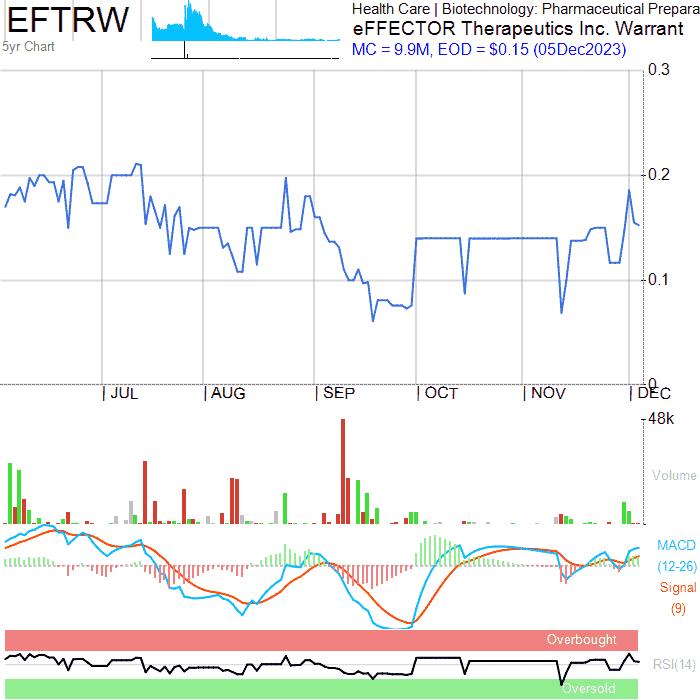 EFTRW
5yr Chart
Health Care | Biotechnology: Pharmaceutical Prepara
eFFECTOR Therapeutics Inc. Warrant
MC = 9.9M, EOD = $0.15 (05Dec2023)
0.3
0.2
0.1
0
JUL AUG SEP OCT NOV DEC
48k
Volume
MACD
(12-26)
Signal
(9)
Overbought
RSI(14)
Oversold